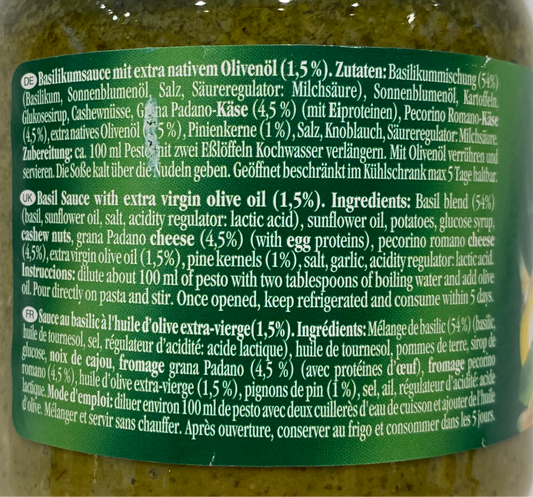 DE Basilikumsauce mit extra nativem Olivenöl (1,5%). Zutaten: Basilikummischung (54%)
(Basilikum, Sonnenblumenöl, Salz, Säureregulator: Milchsäure), Sonnenblumenöl, Kartoffeln,
Glukosesirup, Cashewnüsse, Grana Padano-Käse (4,5 %) (mit Eiproteinen), Pecorino Romano-Käse
(4,5%), extra natives Olivenöl 5%), Pinienkerne (1%), Salz, Knoblauch, Säureregulator: Milchsäure.
Zubereitung: ca. 100 ml Pesto mit zwei Eßlöffeln Kochwasser verlängern. Mit Olivenöl verrühren und
servieren. Die Soße kalt über die Nudeln geben. Geöffnet beschränkt im Kühlschrank max 5 Tage haltbar.
UK Basil Sauce with extra virgin olive oil (1,5%). Ingredients: Basil blend (54%)
(basil, sunflower oil, salt, acidity regulator: lactic acid), sunflower oil, potatoes, glucose syrup,
cashew nuts, grana Padano cheese (4,5%) (with egg proteins), pecorino romano cheese
(4,5%), extra virgin olive oil (1,5%), pine kernels (1%), salt, garlic, acidity regulator: lactic acid.
Instruccions: dilute about 100 ml of pesto with two tablespoons of boiling water and add olive
oil. Pour directly on pasta and stir. Once opened, keep refrigerated and consume within 5 days.
FR Sauce au basilic à l'huile d'olive extra-vierge (1,5%). Ingrédients: Mélange de basilic (54%) (basilic,
huile de tournesol, sel, régulateur d'acidité: acide lactique), huile de tournesol, pommes de terre, sirop de
glucose, noix de cajou, fromage grana Padano (4,5 %) (avec protéines d'œuf), fromage pecorino
romano (4,5%), huile d'olive extra-vierge (1,5%), pignons de pin (1%), sel, ail, régulateur d'acidité: acide
lactique. Mode d'emploi: diluer environ 100 ml de pesto avec deux cuillères d'eau de cuisson et ajouter de l'huile
d'olive. Mélanger et servir sans chauffer. Après ouverture, conserver au frigo et consommer dans les 5 jours.